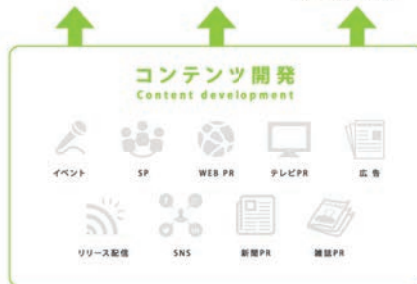 コンテンツ開発
Content development
イベント
SP
WEB PR
テレビPR
広告
リリース配信
SNS
新聞PR
雑誌PR